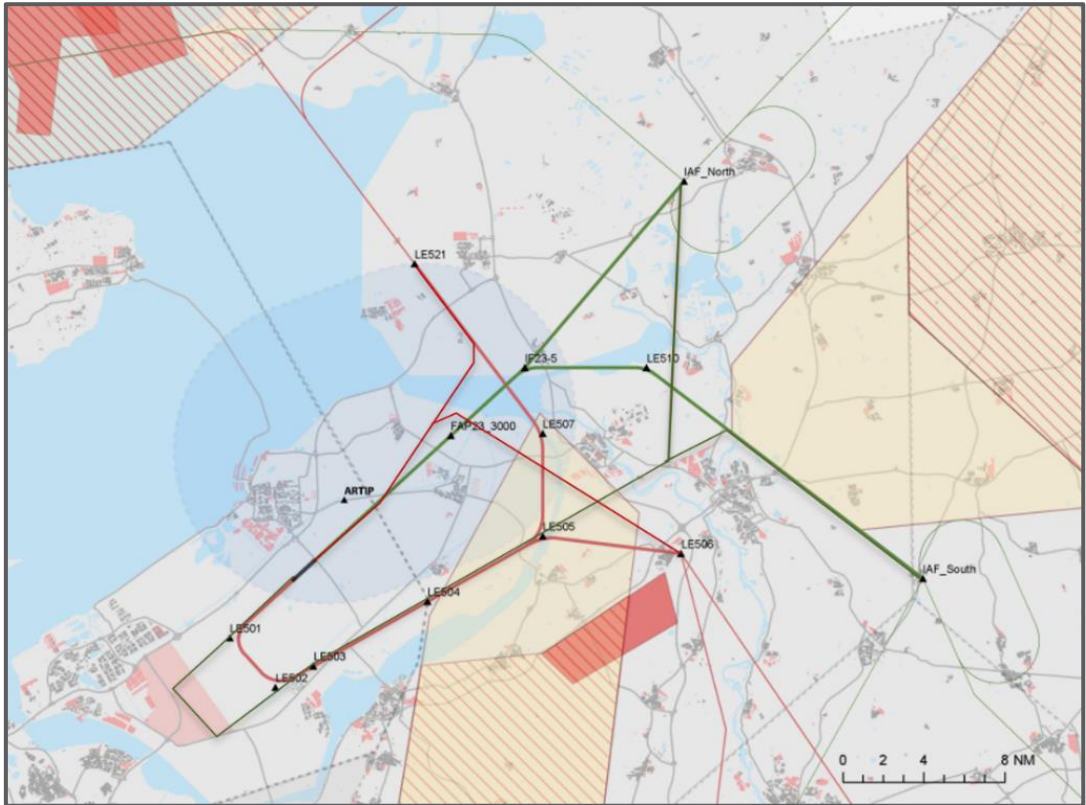 IAF_North
LE521
IF23-5
LE510
FAP23_3000
LE507
ARTIP
LE505
LE506
IAF_South
LE504
LE501
LE503
LE502
0 2 4 8 NM